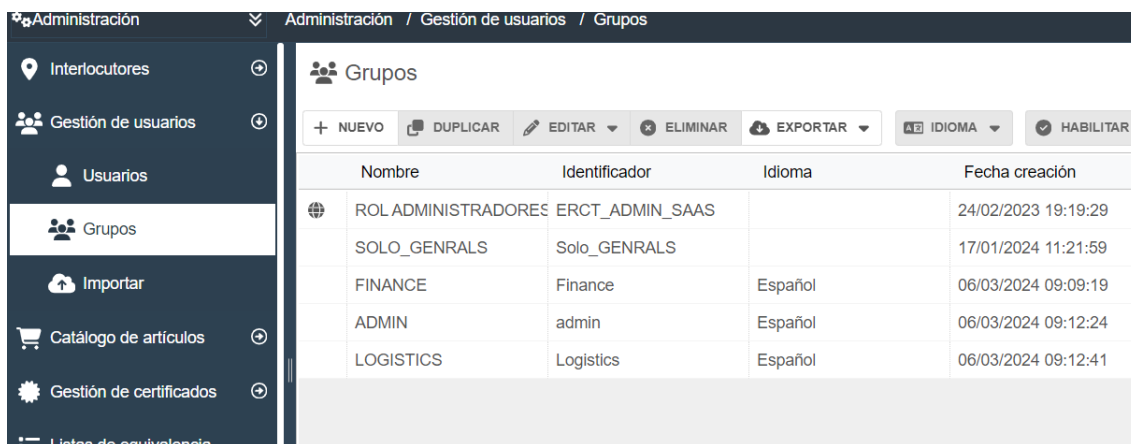 Administración
Administración / Gestión de usuarios / Grupos
Interlocutores
Gestión de usuarios
Usuarios
Grupos
Importar
Catálogo de artículos
Gestión de certificados
Listas de equivalencia
Grupos
NUEVO DUPLICAR EDITAR ELIMINAR EXPORTAR IDIOMA HABILITAR
Nombre Identificador Idioma Fecha creación
ROL ADMINISTRADORES ERCT_ADMIN_SAAS 24/02/2023 19:19:29
SOLO_GENRALS Solo_GENRALS 17/01/2024 11:21:59
FINANCE Finance Español 06/03/2024 09:09:19
ADMIN admin Español 06/03/2024 09:12:24
LOGISTICS Logistics Español 06/03/2024 09:12:41